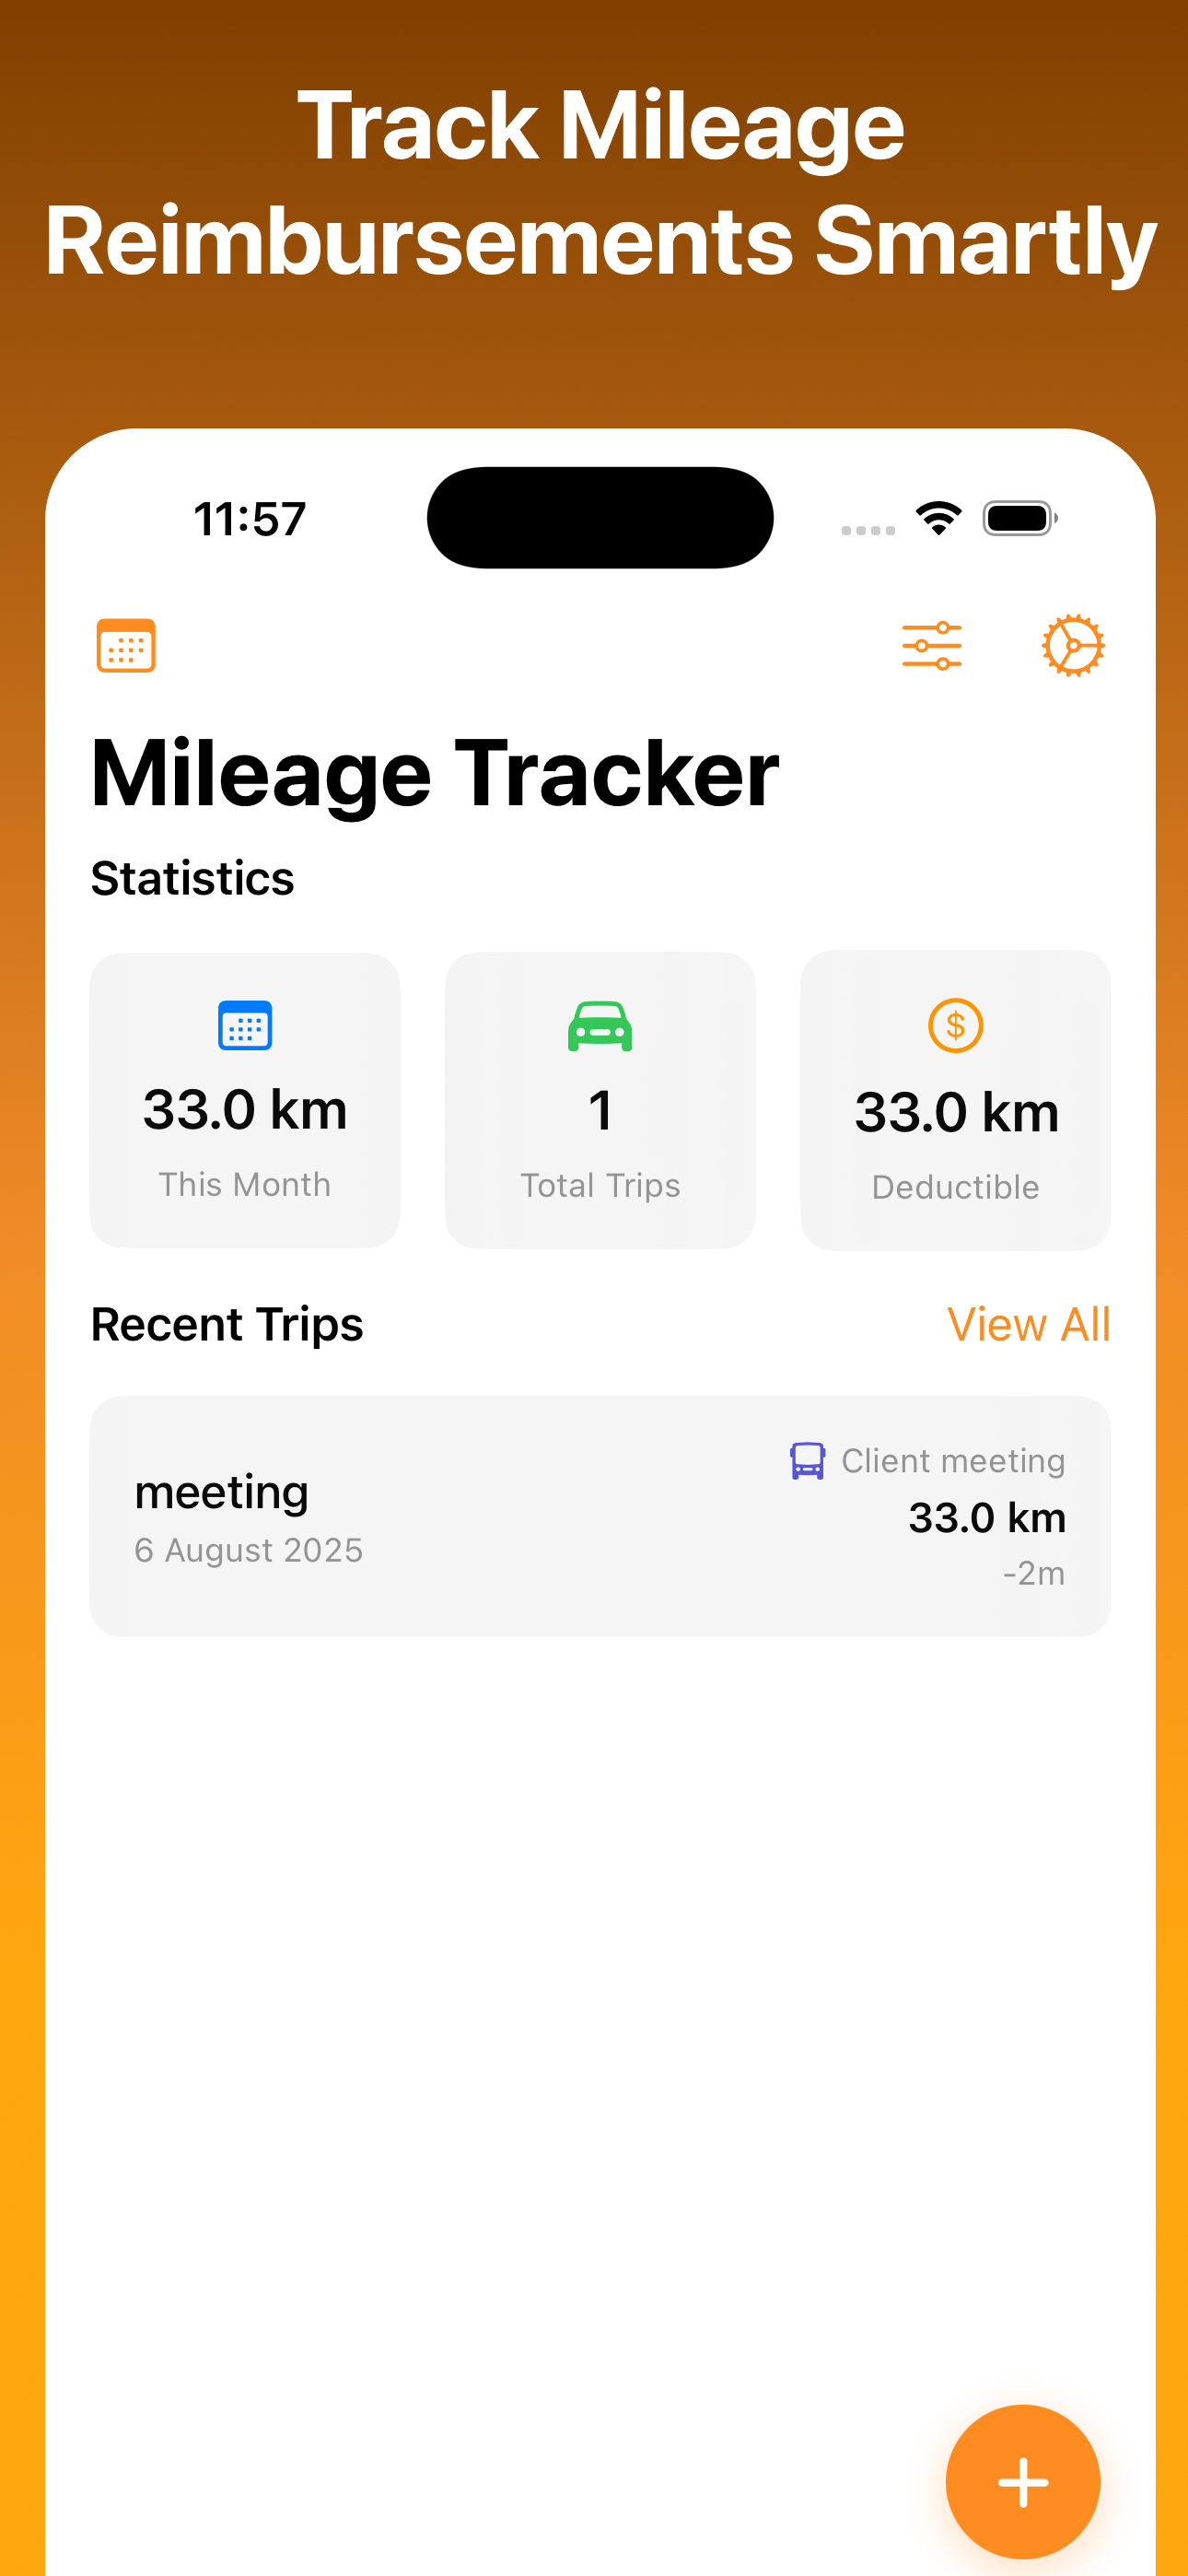 Track Mileage
Reimbursements Smartly
11:57
Mileage Tracker
Statistics
33.0 km
This Month
1
Total Trips
$
33.0 km
Deductible
Recent Trips
View All
meeting
6 August 2025
Client meeting
33.0 km
-2m
+